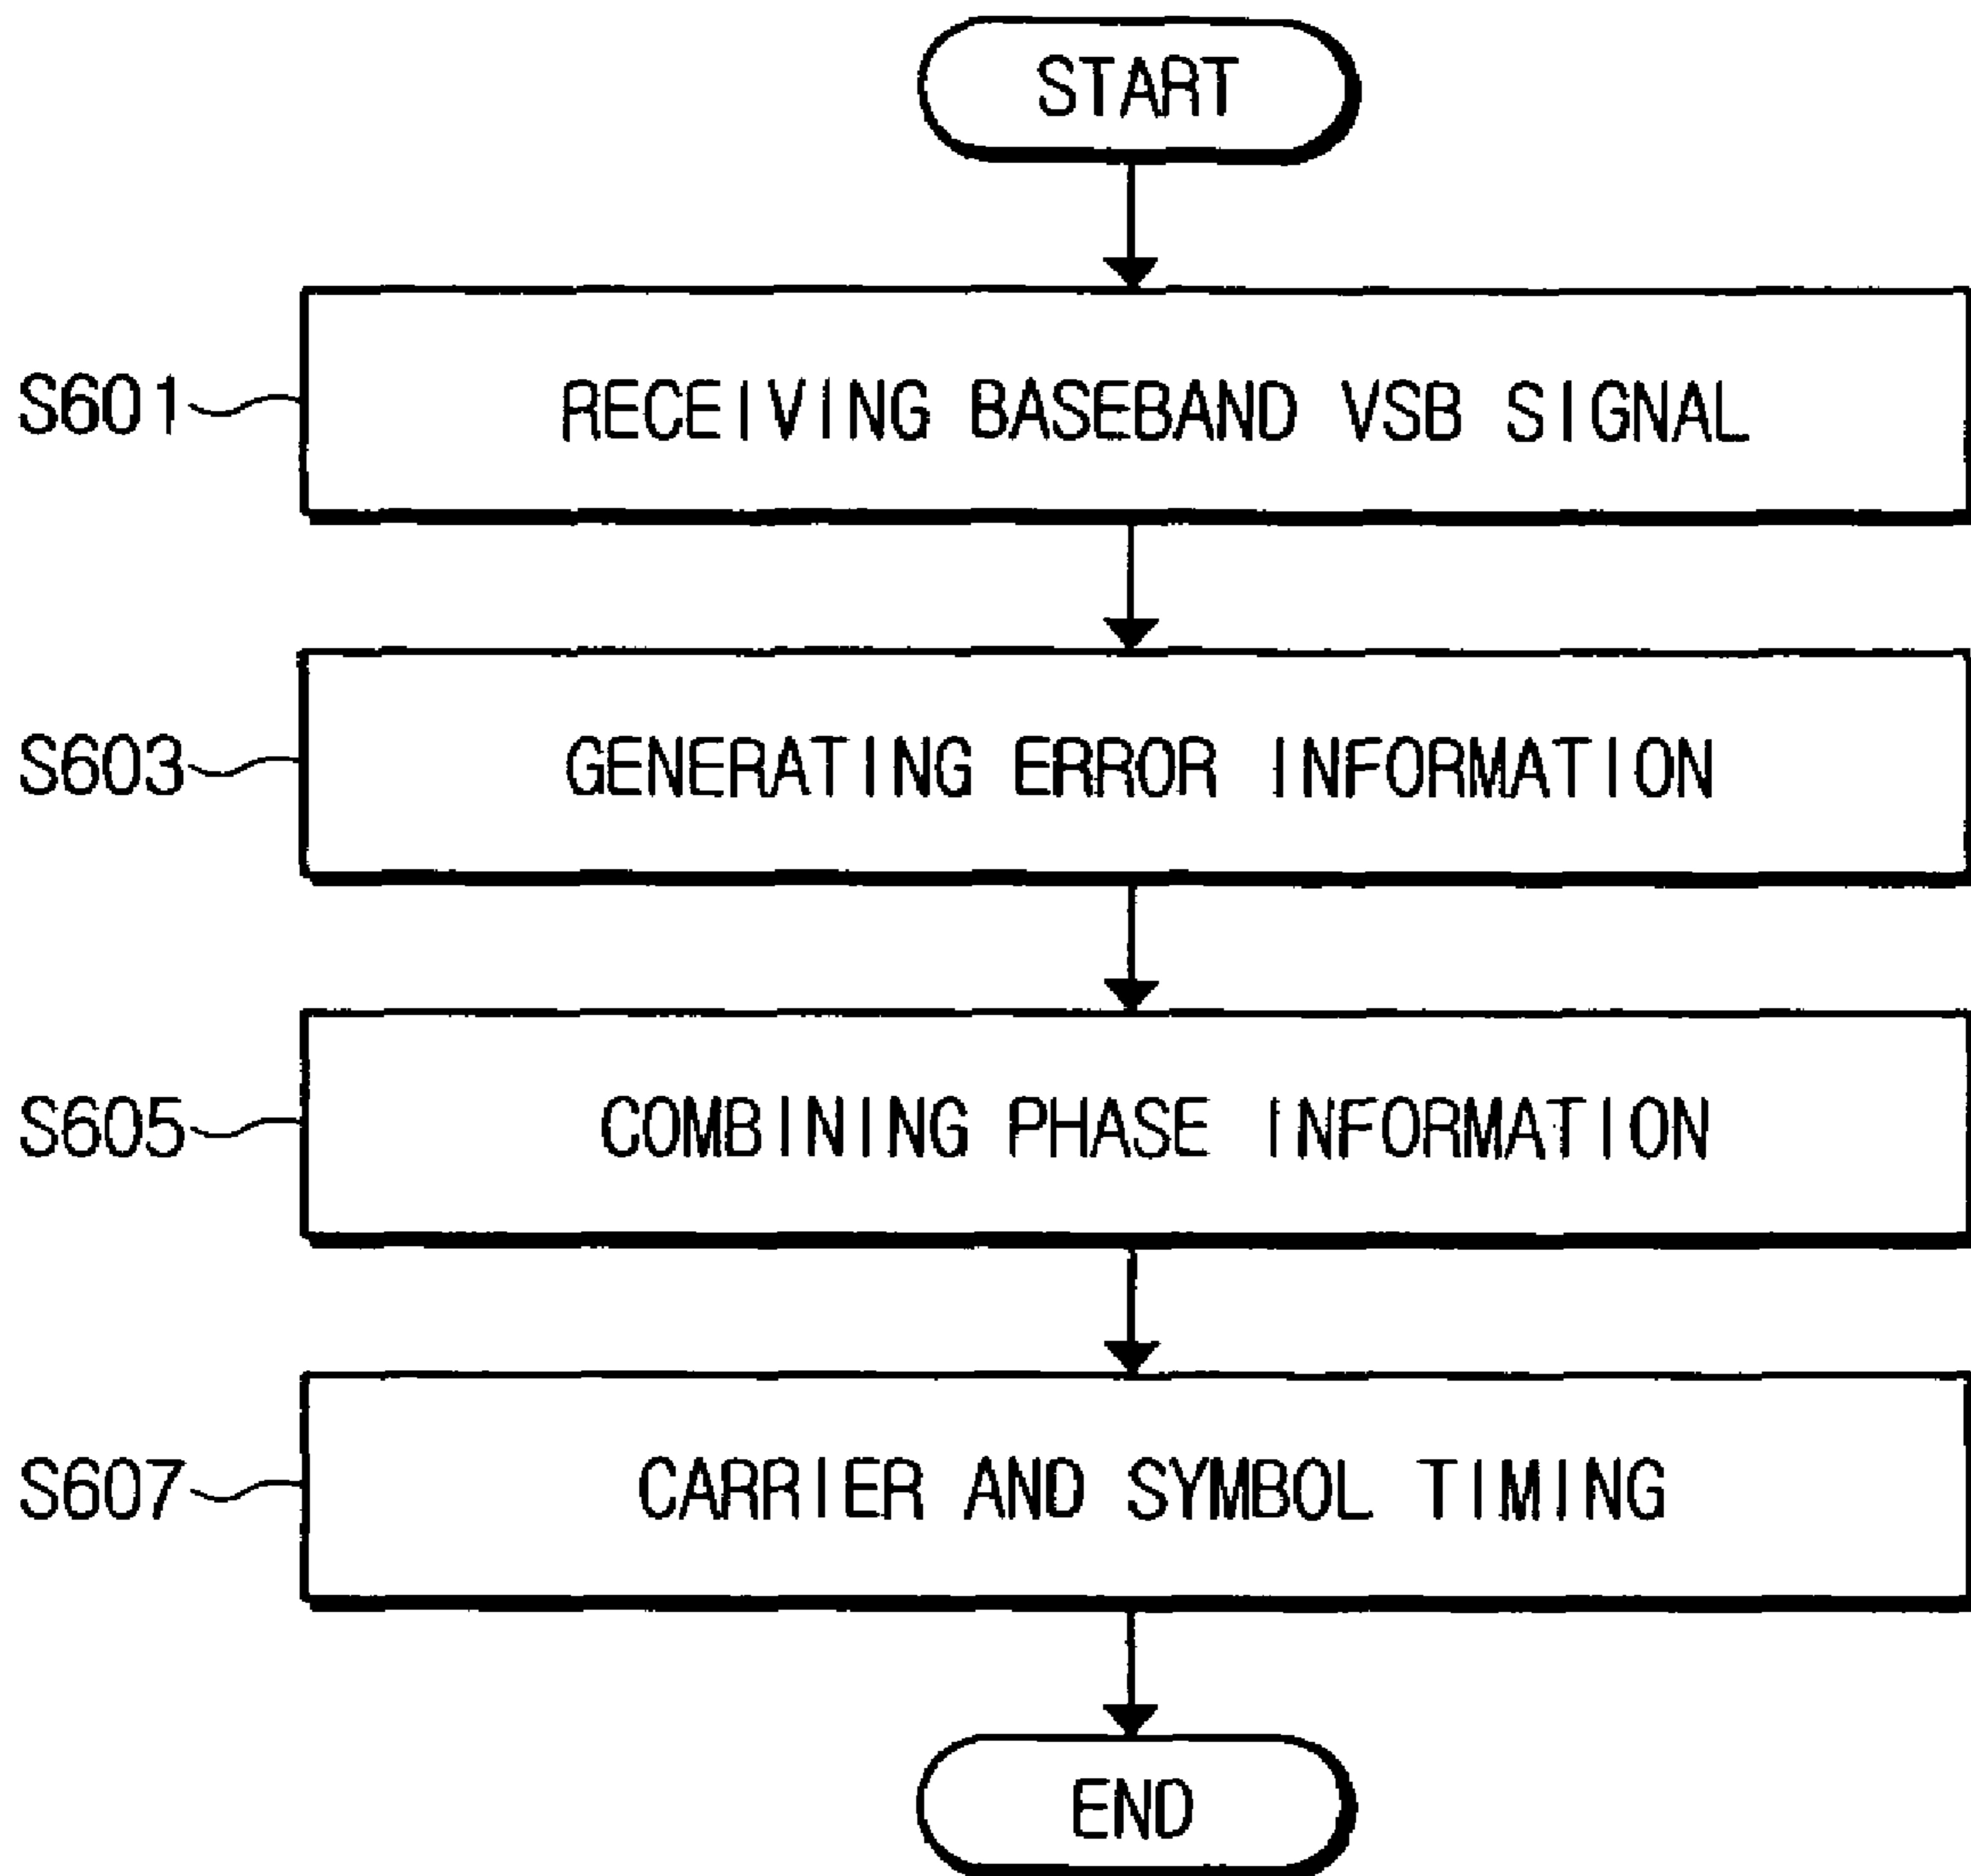 START
S601
RECEIVING BASEBAND VSB SIGNAL
S603
GENERATING ERROR INFORMATION
S605
COMBINING PHASE INFORMATION
S607
CARRIER AND SYMBOL TIMING
END